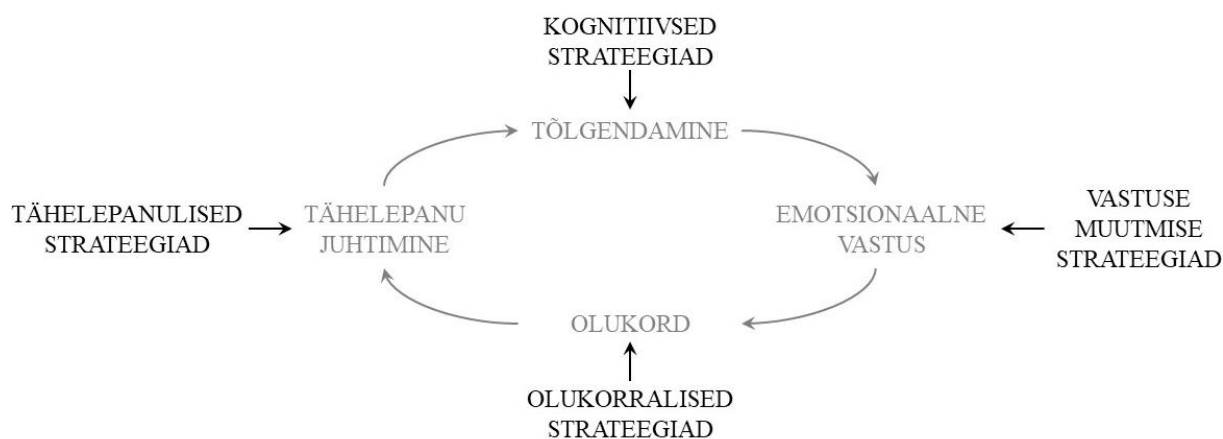 KOGNITIIVSED
STRATEEGIAD
TÕLGENDAMINE
TÄHELEPANULISED
STRATEEGIAD
TÄHELEPANU
JUHTIMINE
EMOTSIONAALNE
VASTUS
VASTUSE
MUUTMISE
STRATEEGIAD
OLUKORD
OLUKORRALISED
STRATEEGIAD